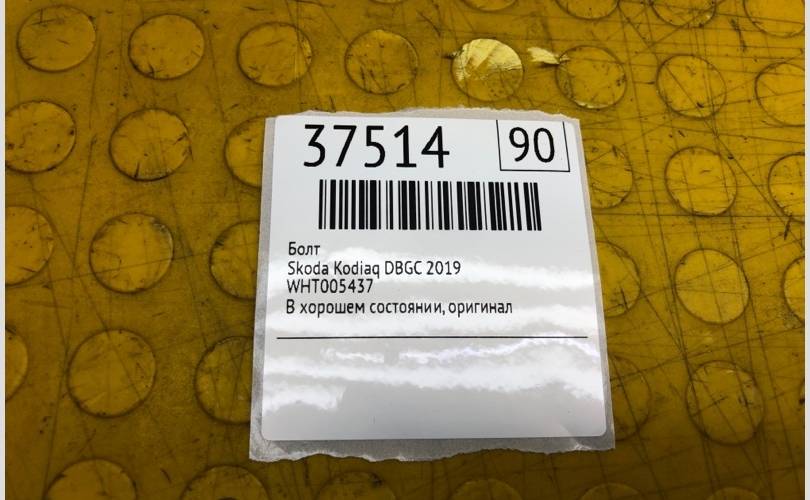 37514 90
Болт
Skoda Kodiaq DBGC 2019
WHT005437
В хорошем состоянии, оригинал